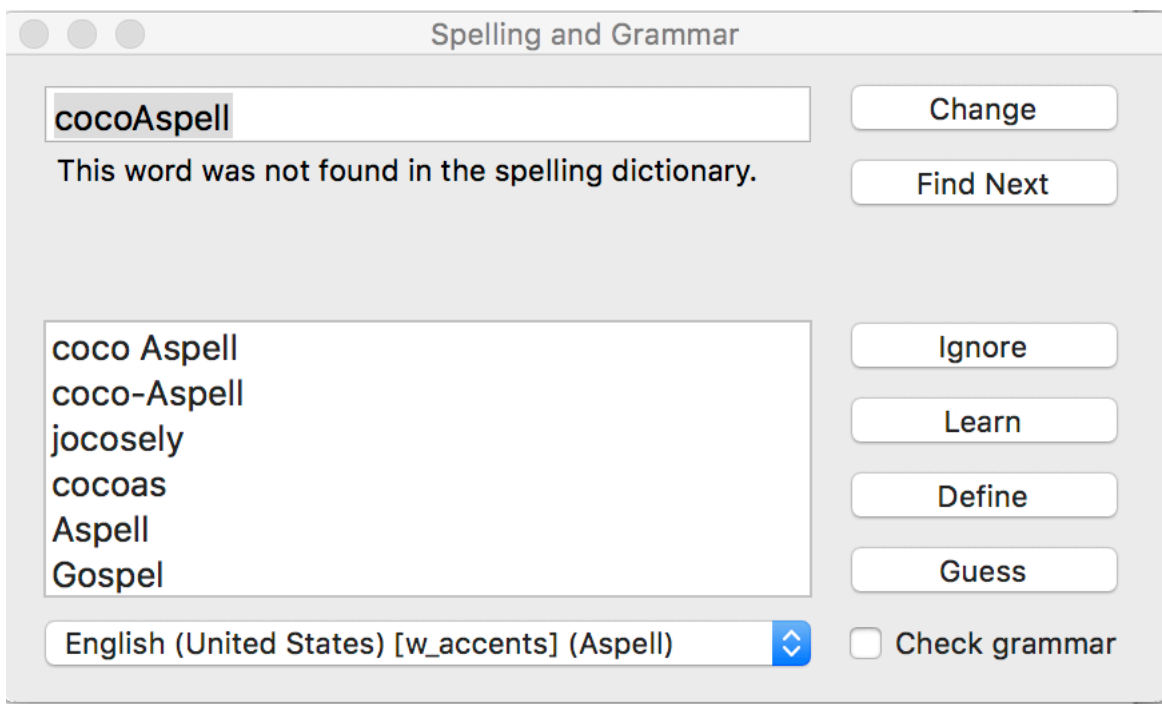 Spelling and Grammar
cocoAspell
Change
This word was not found in the spelling dictionary.
Find Next
coco Aspell
coco-Aspell
jocosely
cocoas
Aspell
Gospel
Ignore
Learn
Define
Guess
English (United States) [w_accents] (Aspell)
Check grammar